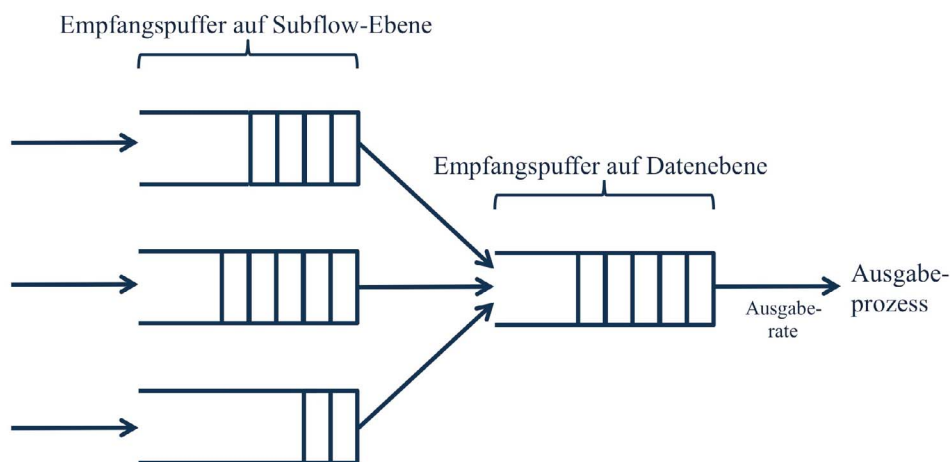 Empfangspuffer auf Subflow-Ebene
Empfangspuffer auf Datenebene
Ausgabe-
rate
Ausgabe-
prozess